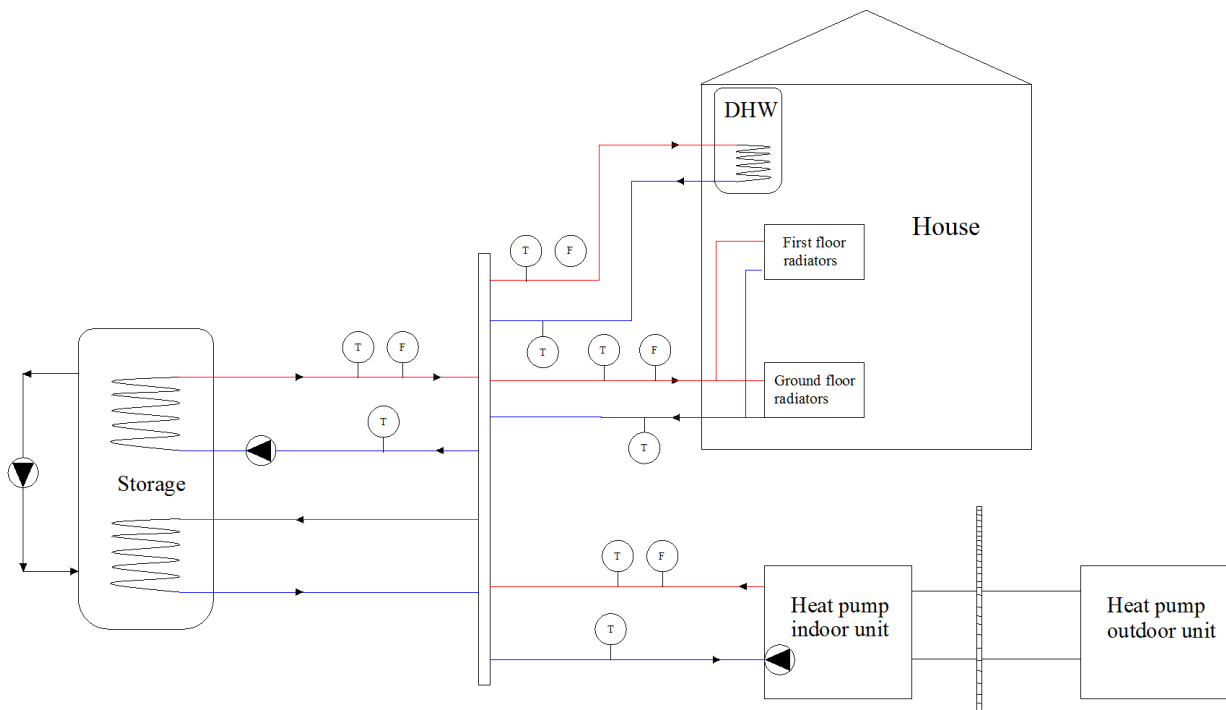 DHW
House
First floor
radiators
T
F
T
T
F
T
F
Ground floor
radiators
T
T
Storage
T
F
Heat pump
indoor unit
Heat pump
outdoor unit
T